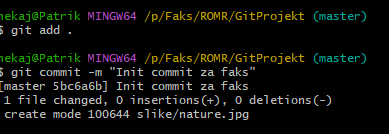 nekaj@Patrik MINGW64 /p/Faks/ROMR/GitProjekt (master)
$ git add .
nekaj@Patrik MINGW64 /p/Faks/ROMR/GitProjekt (master)
$ git commit -m "Init commit za faks"
[master 5bc6a6b] Init commit za faks
1 file changed, 0 insertions(+), 0 deletions(-)
create mode 100644 slike/nature.jpg